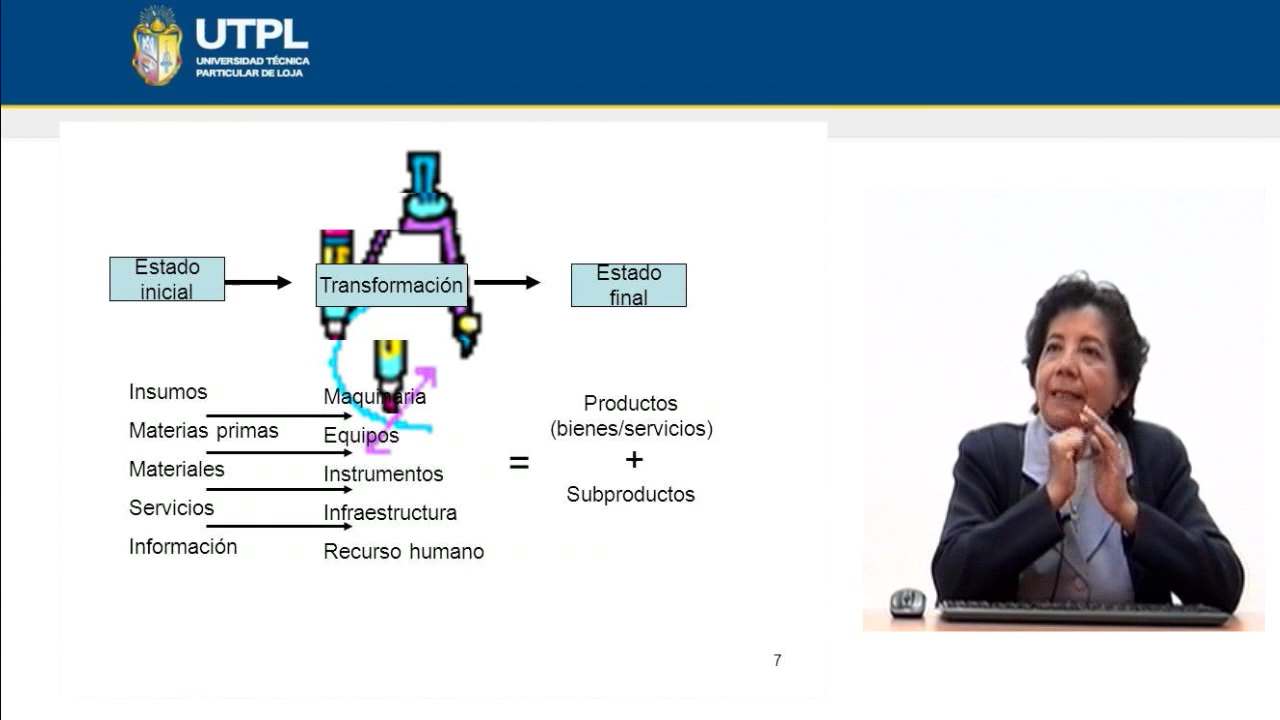 UTPL
UNIVERSIDAD TÉCNICA
PARTICULAR DE LOJA
Estado
inicial
Transformación
Estado
final
Insumos
Materias primas
Materiales
Servicios
Información
Maquinaria
Equipos
Instrumentos
Infraestructura
Recurso humano
=
Productos
(bienes/servicios)
+
Subproductos
7